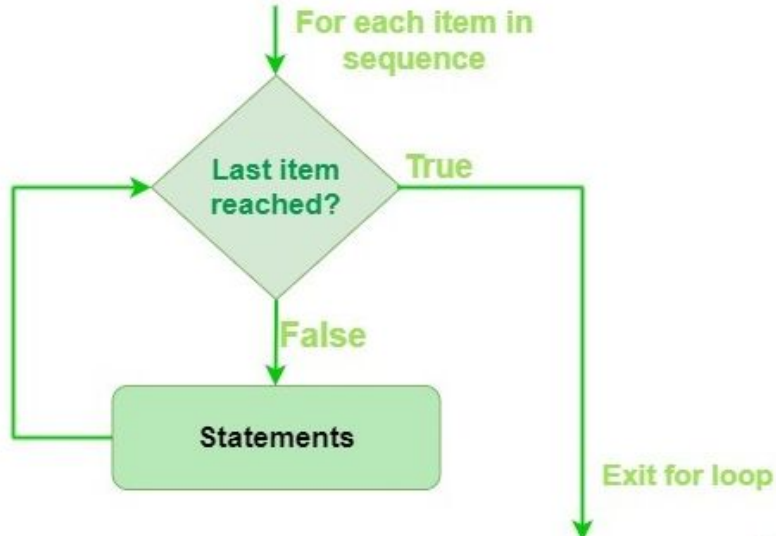 For each item in
sequence
Last item
reached?
True
False
Statements
Exit for loop